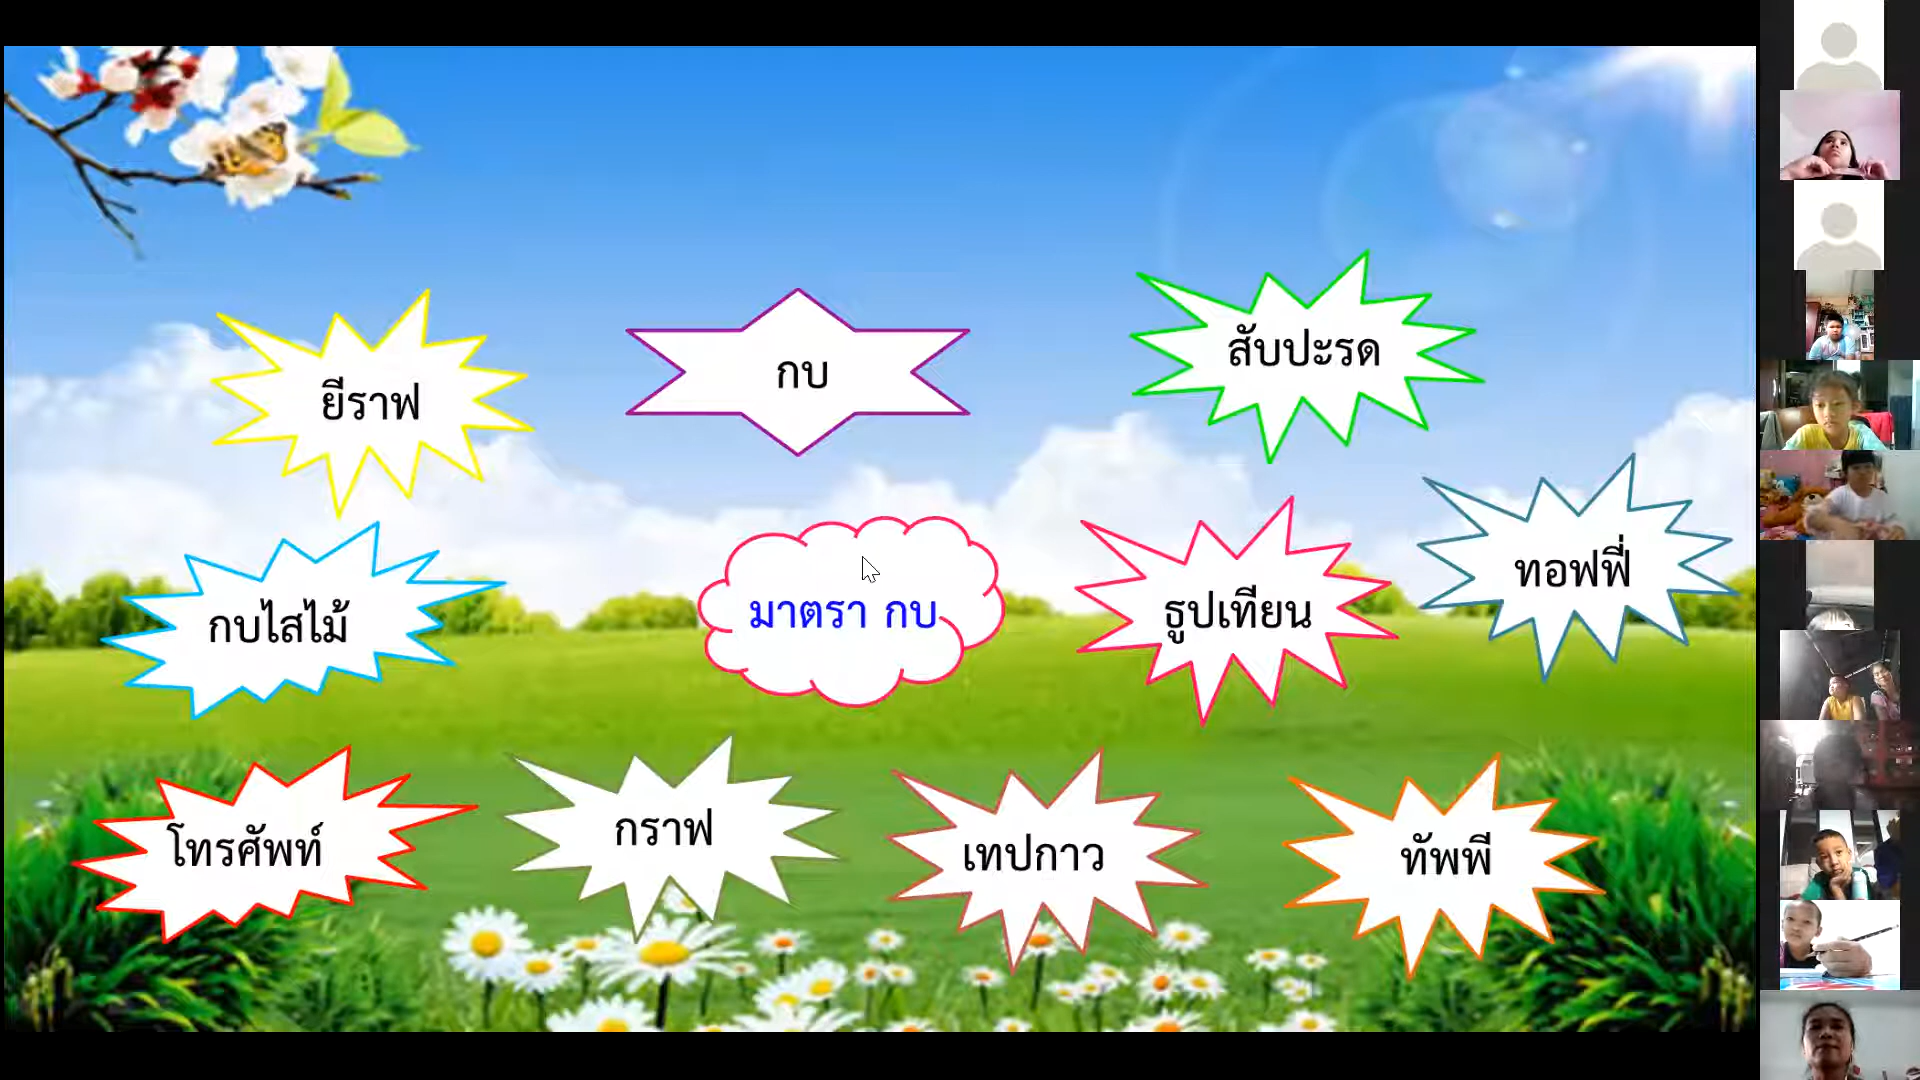 ยีราฟ
กบ
สับปะรด
กบไสไม้
มาตรา กบ
ธูปเทียน
ทอฟฟี่
โทรศัพท์
กราฟ
เทปกาว
ทัพพี